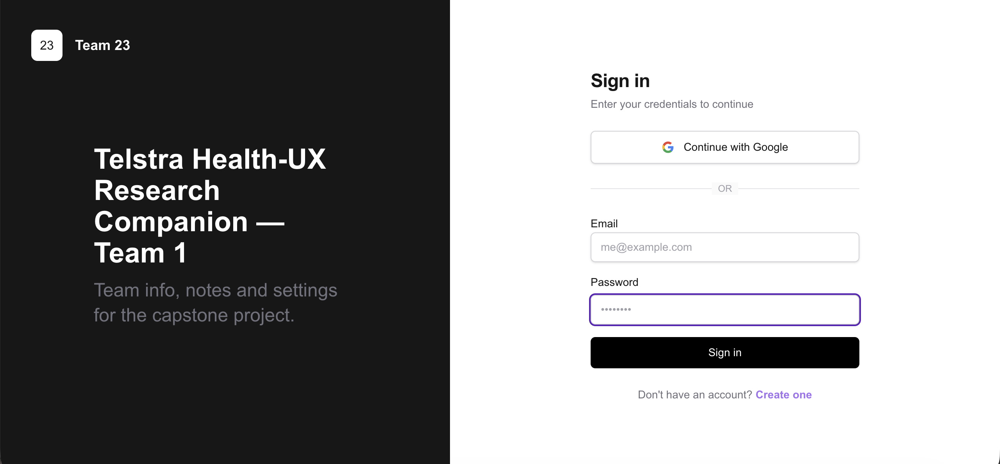 23
Team 23
Telstra Health-UX
Research
Companion —
Team 1
Team info, notes and settings
for the capstone project.
Sign in
Enter your credentials to continue
Continue with Google
OR
Email
me@example.com
Password
••••••••
Sign in
Don't have an account? Create one